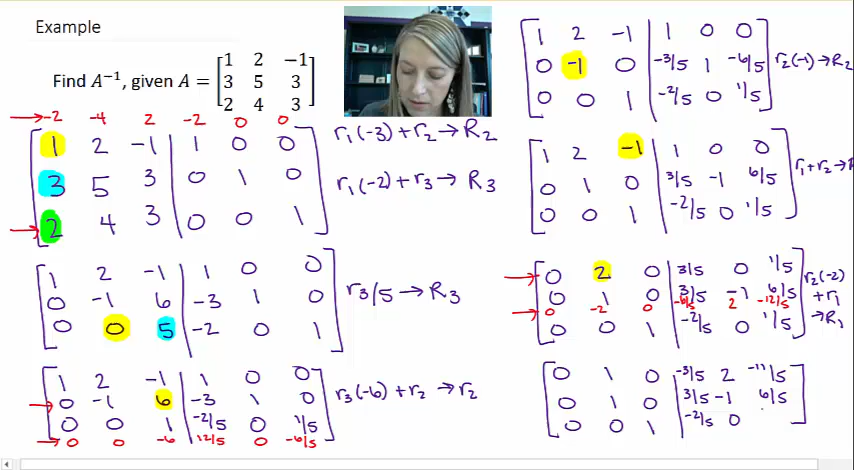 Example
Find A⁻¹, given A = [1 2 −1
3 5 3
2 4 3]
→ -2 -4 2 -2 0 0
[1 2 -1 | 1 0 0] r₁(-3) + r₂ → R₂
[3 5 3 | 0 1 0] r₁(-2) + r₃ → R₃
→ [2 4 3 | 0 0 1]
[1 2 -1 | 1 0 0]
[0 -1 6 | -3 1 0] r₃/5 → R₃
[0 0 5 | -2 0 1]
[1 2 -1 | 1 0 0]
→ [0 -1 6 | -3 1 0] r₃(-6) + r₂ → r₂
[0 0 1 | -2/5 0 1/5]
→ 0 0 -6 12/5 0 -6/5
[1 2 -1 | 1 0 0]
[0 -1 0 | -3/5 1 -6/5] r₂(-1) → R₂
[0 0 1 | -2/5 0 1/5]
[1 2 -1 | 1 0 0]
[0 1 0 | 3/5 -1 6/5] r₁ + r₂ → R
[0 0 1 | -2/5 0 1/5]
→ [0 2 0 | 3/5 0 1/5] r₂(-2)
[0 1 0 | 3/5 -1 6/5] + r₁
→ 0 -2 0 -6/5 2 -12/5
[0 0 1 | -2/5 0 1/5] → R₁
[0 1 0 | -3/5 2 -11/5]
[0 1 0 | 3/5 -1 6/5]
[0 0 1 | -2/5 0 ]